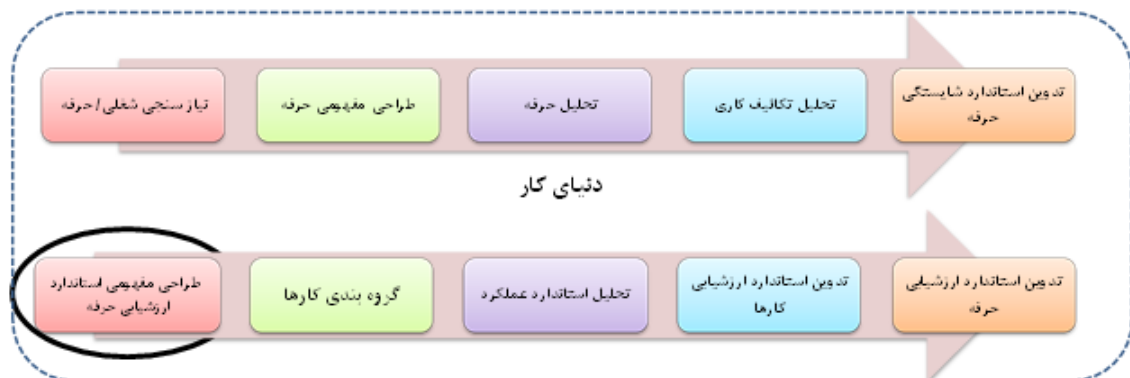 نیاز سنجی شغلی/حرفه
طراحی مفهومی حرفه
تحلیل حرفه
تحلیل تکالیف کاری
تدوین استاندارد شایستگی
حرفه
دنیای کار
طراحی مفهومی استاندارد
ارزشیابی حرفه
گروه بندی کارها
تحلیل استاندارد عملکرد
تدوین استاندارد ارزشیابی
کارها
تدوین استاندارد ارزشیابی
حرفه